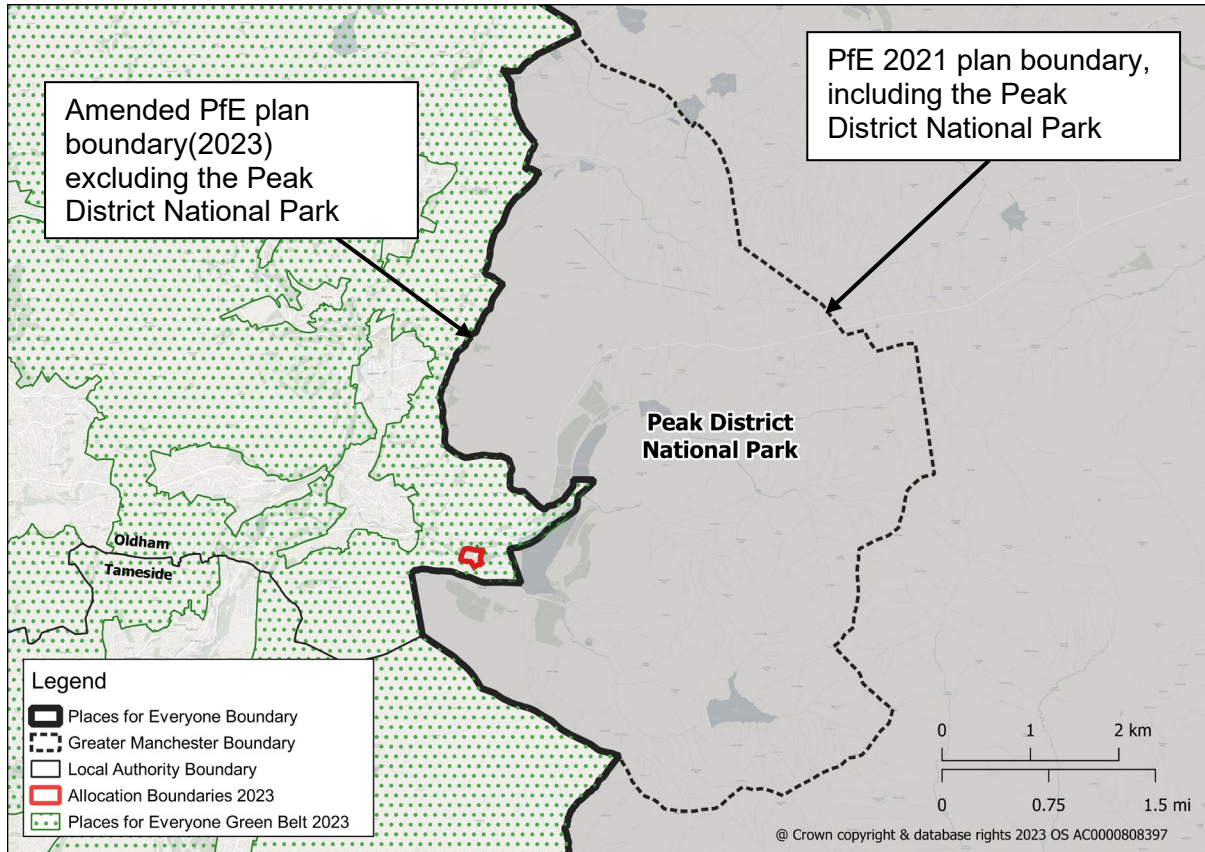 Amended PfE plan
boundary(2023)
excluding the Peak
District National Park
PfE 2021 plan boundary,
including the Peak
District National Park
Peak District
National Park
Oldham
Tameside
Legend
Places for Everyone Boundary
Greater Manchester Boundary
Local Authority Boundary
Allocation Boundaries 2023
Places for Everyone Green Belt 2023
0 1 2 km
0 0.75 1.5 mi
@ Crown copyright & database rights 2023 OS AC0000808397